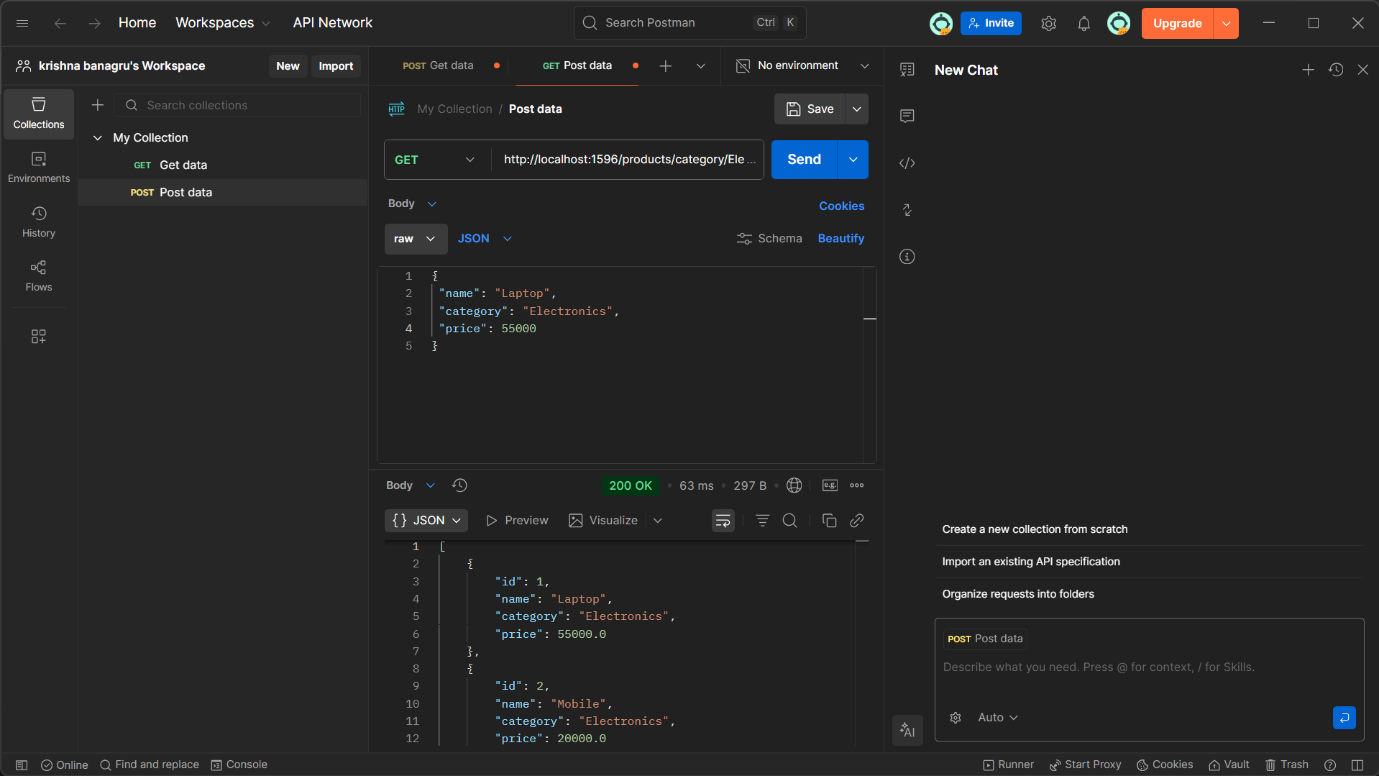 Home Workspaces API Network Search Postman Ctrl K Invite Upgrade
krishna banagru's Workspace New Import
POST Get data GET Post data No environment
New Chat
Collections
Search collections
My Collection
GET Get data
POST Post data
Environments
History
Flows
HTTP My Collection / Post data Save
GET http://localhost:1596/products/category/Ele ... Send
Body Cookies
raw JSON Schema Beautify
1 {
2 "name": "Laptop",
3 "category": "Electronics",
4 "price": 55000
5 }
Body 200 OK • 63 ms • 297 B • e.g.
{} JSON Preview Visualize
1 [
2 {
3 "id": 1,
4 "name": "Laptop",
5 "category": "Electronics",
6 "price": 55000.0
7 },
8 {
9 "id": 2,
10 "name": "Mobile",
11 "category": "Electronics",
12 "price": 20000.0
Create a new collection from scratch
Import an existing API specification
Organize requests into folders
POST Post data
Describe what you need. Press @ for context, / for Skills.
Auto
AI
Online Find and replace Console Runner Start Proxy Cookies Vault Trash